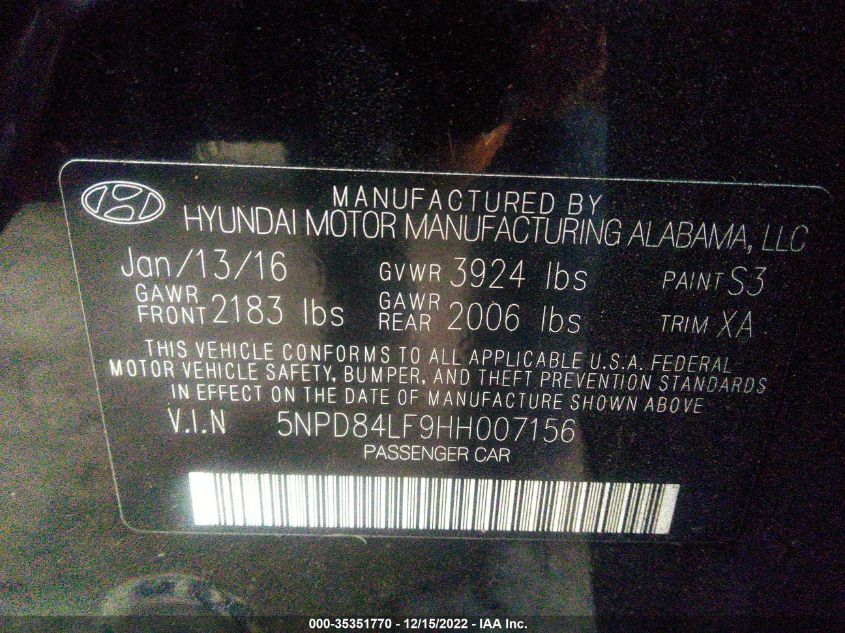 MANUFACTURED BY
HYUNDAI MOTOR MANUFACTURING ALABAMA, LLC
Jan/13/16 GVWR 3924 lbs PAINT S3
GAWR FRONT 2183 lbs GAWR REAR 2006 lbs TRIM XA
THIS VEHICLE CONFORMS TO ALL APPLICABLE U.S.A. FEDERAL
MOTOR VEHICLE SAFETY, BUMPER, AND THEFT PREVENTION STANDARDS
IN EFFECT ON THE DATE OF MANUFACTURE SHOWN ABOVE
V.I.N 5NPD84LF9HH007156
PASSENGER CAR
000-35351770 - 12/15/2022 - IAA Inc.